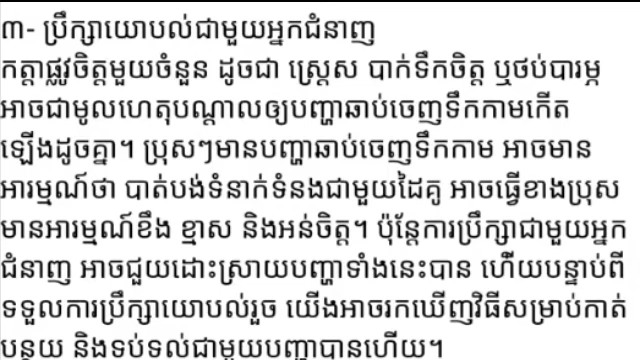 ៣- ប្រឹក្សាយោបល់ជាមួយអ្នកជំនាញ
កត្តាផ្លូវចិត្តមួយចំនួន ដូចជា ស្ត្រេស បាក់ទឹកចិត្ត ឬថប់បារម្ភ
អាចជាមូលហេតុបណ្តាលឲ្យបញ្ហាឆាប់ចេញទឹកកាមកើត
ឡើងដូចគ្នា។ ប្រុសៗមានបញ្ហាឆាប់ចេញទឹកកាម អាចមាន
អារម្មណ៍ថា បាត់បង់ទំនាក់ទំនងជាមួយដៃគូ អាចធ្វើខាងប្រុស
មានអារម្មណ៍ខឹង ខ្មាស និងអន់ចិត្ត។ ប៉ុន្តែការប្រឹក្សាជាមួយអ្នក
ជំនាញ អាចជួយដោះស្រាយបញ្ហាទាំងនេះបាន ហើយបន្ទាប់ពី
ទទួលការប្រឹក្សាយោបល់រួច យើងអាចរកឃើញវិធីសម្រាប់កាត់
បន្ថយ និងទប់ទល់ជាមួយបញ្ហាបានហើយ។